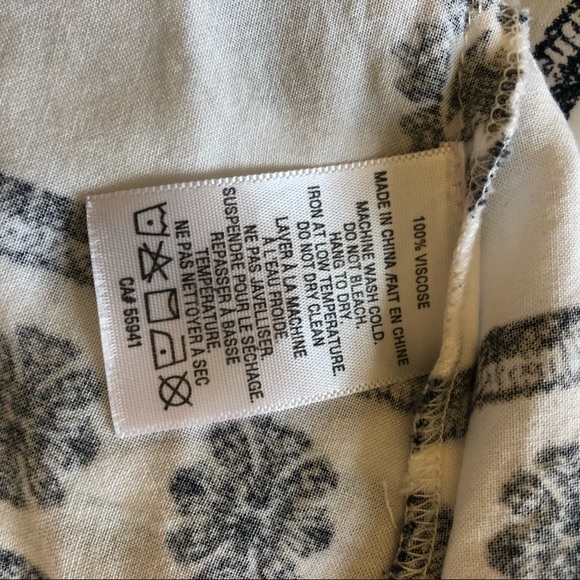 100% VISCOSE
MADE IN CHINA /FAIT EN CHINE
MACHINE WASH COLD.
DO NOT BLEACH.
HANG TO DRY.
IRON AT LOW TEMPERATURE.
DO NOT DRY CLEAN
LAVER À LA MACHINE
À L'EAU FROIDE
NE PAS JAVELLISER.
SUSPENDRE POUR LE SÉCHAGE.
REPASSER À BASSE
TEMPÉRATURE.
NE PAS NETTOYER À SEC
CA# 55941